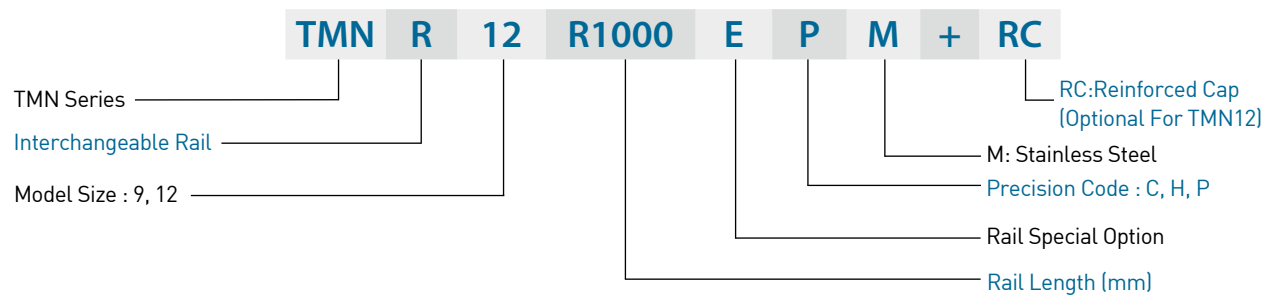 TMN R 12 R1000 E P M + RC
TMN Series
Interchangeable Rail
Model Size : 9, 12
RC:Reinforced Cap
(Optional For TMN12)
M: Stainless Steel
Precision Code : C, H, P
Rail Special Option
Rail Length (mm)